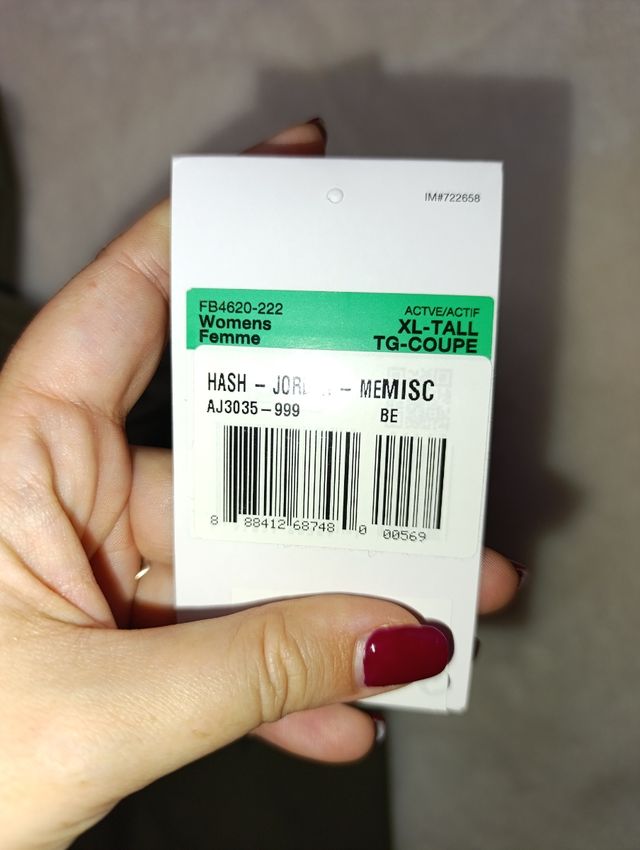 IM#722658
FB4620-222 ACTVE/ACTIF
Womens XL-TALL
Femme TG-COUPE
HASH - - MEMISC
AJ3035-999 BE
8 88412 68748 0 00569